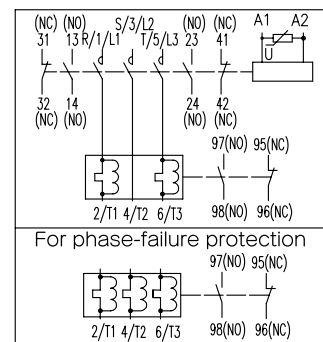 (NC) (NO) S/3/L2 (NO) (NC) A1 A2
31 13 R/1/L1 T/5/L3 23 41
U
32 14 24 42
(NC) (NO) (NO) (NC)
97(NO) 95(NC)
2/T1 4/T2 6/T3 98(NO) 96(NC)
For phase-failure protection
97(NO) 95(NC)
2/T1 4/T2 6/T3 98(NO) 96(NC)